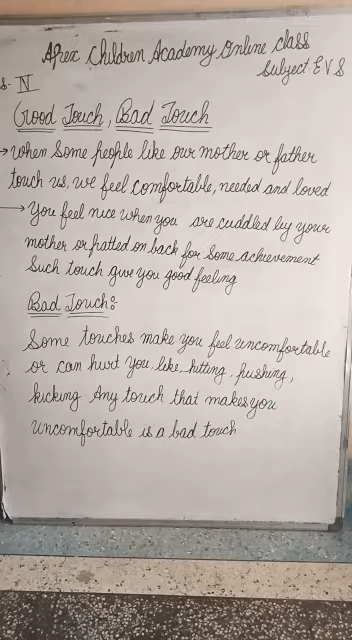 Apex Children Academy Online class
Subject-EVS
s- IV
Good Touch, Bad Touch
→ When Some people like our mother or father
touch us, we feel comfortable, needed and loved
→ You feel nice when you are cuddled by your
mother or patted on back for some achievement
Such touch give you good feeling
Bad Touch:
Some touches make you feel uncomfortable
or can hurt you, like, hitting, pushing,
kicking Any touch that makes you
uncomfortable is a bad touch